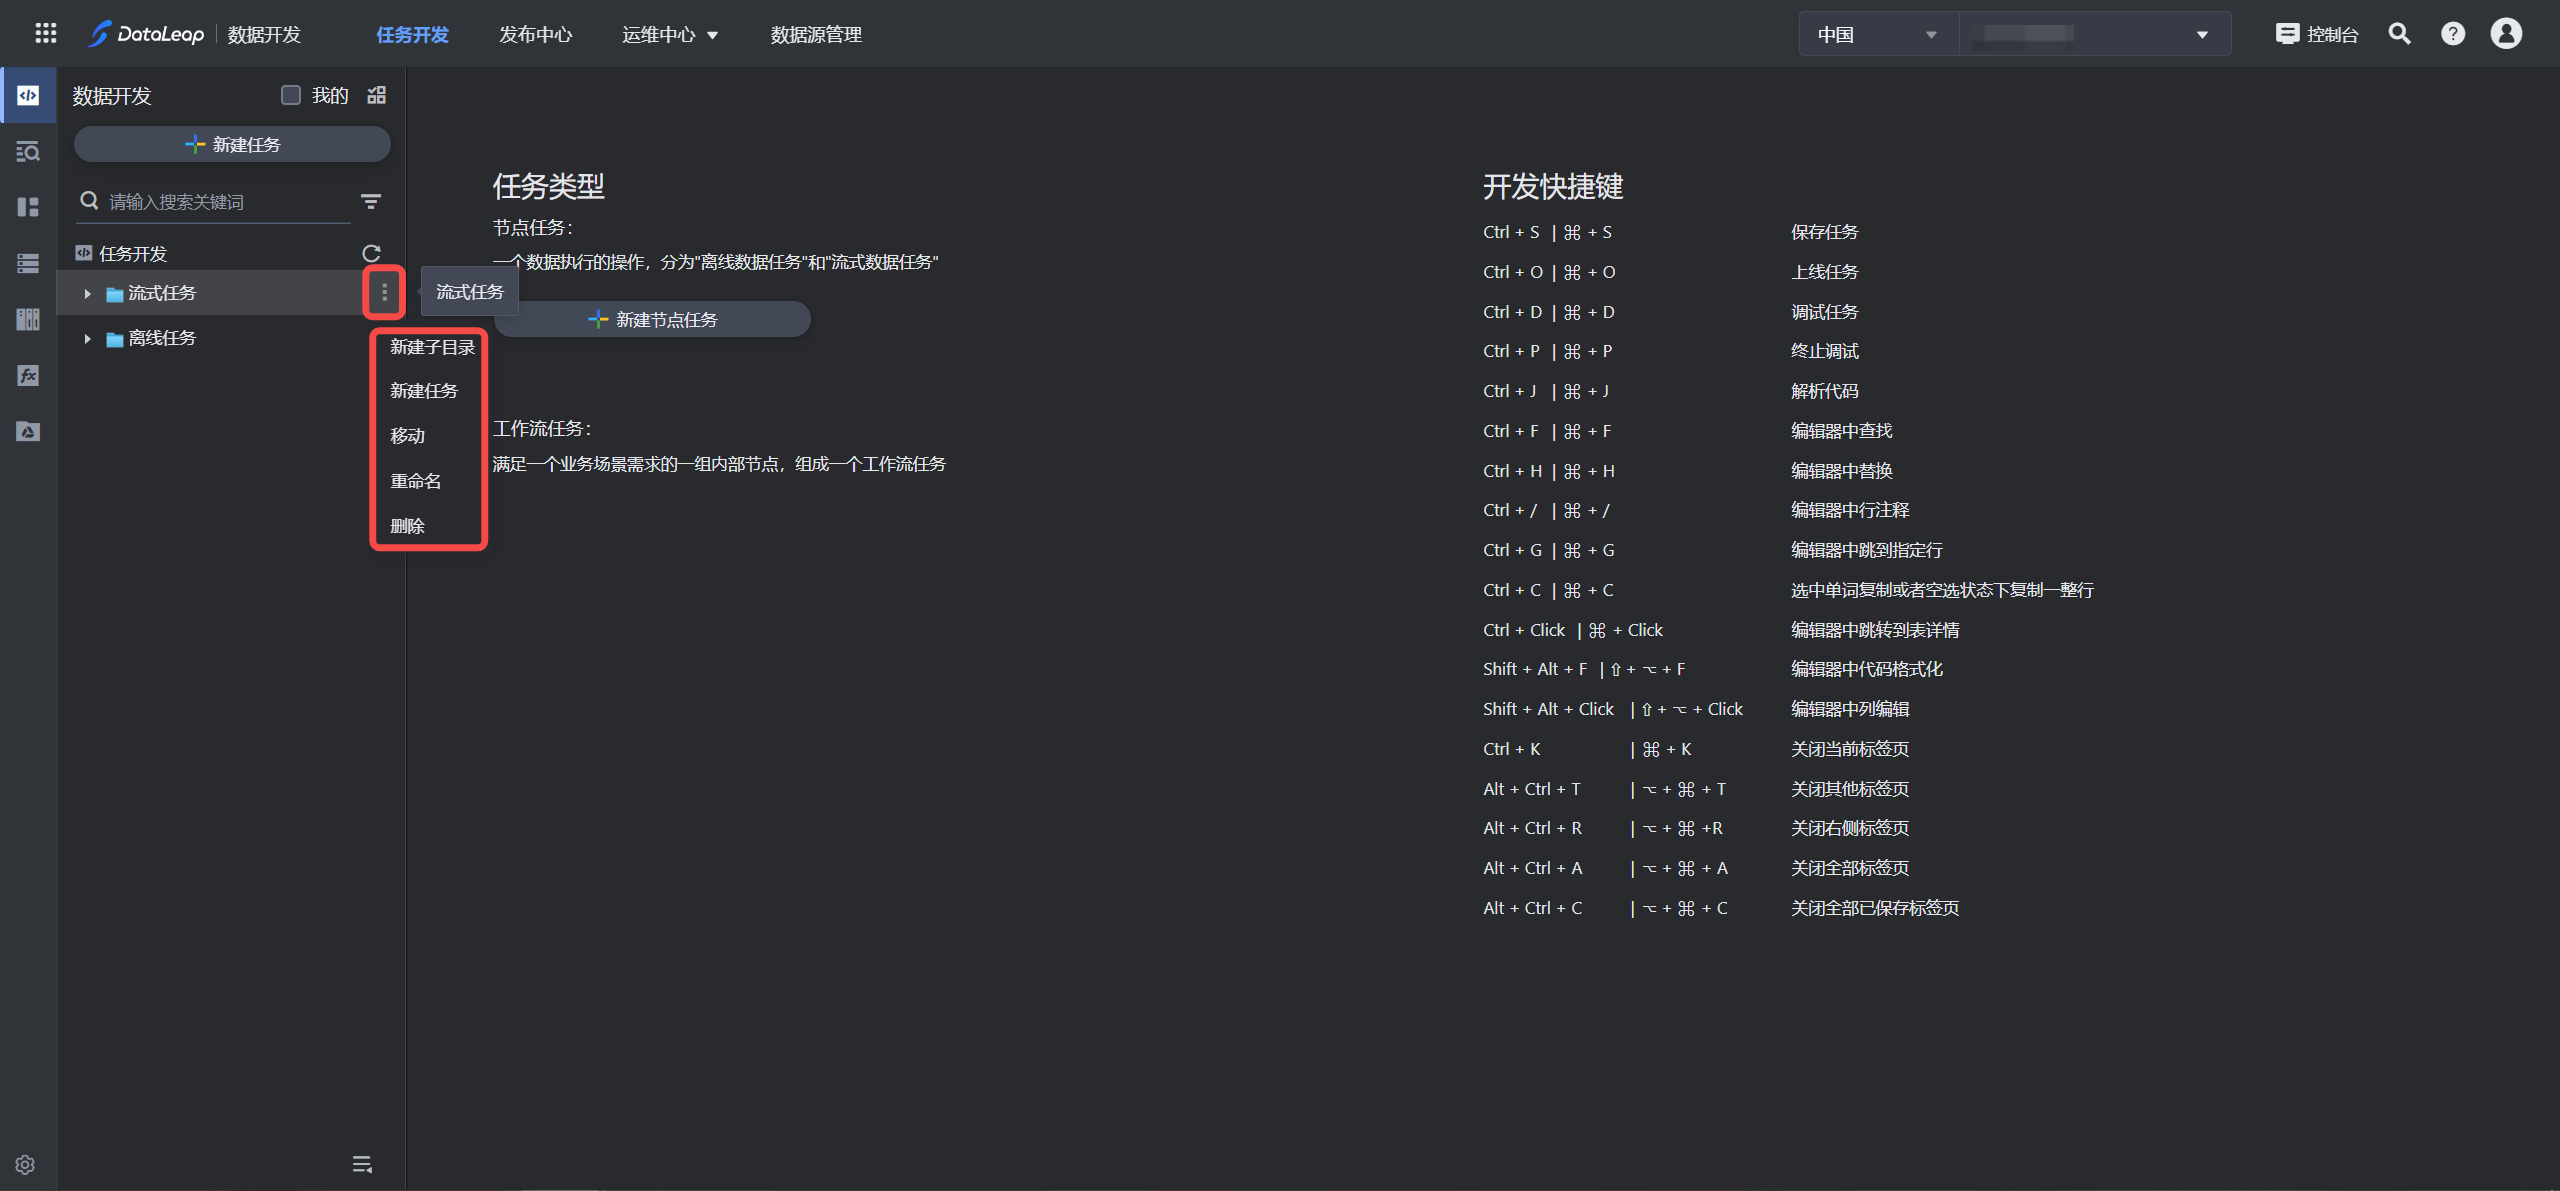 DataLeap | 数据开发 任务开发 发布中心 运维中心 数据源管理 中国 控制台
数据开发 我的
新建任务
请输入搜索关键词
任务开发
流式任务
离线任务
流式任务
新建子目录
新建任务
移动
重命名
删除
任务类型
节点任务：
一个数据执行的操作，分为"离线数据任务"和"流式数据任务"
新建节点任务
工作流任务：
满足一个业务场景需求的一组内部节点，组成一个工作流任务
开发快捷键
Ctrl + S | ⌘ + S 保存任务
Ctrl + O | ⌘ + O 上线任务
Ctrl + D | ⌘ + D 调试任务
Ctrl + P | ⌘ + P 终止调试
Ctrl + J | ⌘ + J 解析代码
Ctrl + F | ⌘ + F 编辑器中查找
Ctrl + H | ⌘ + H 编辑器中替换
Ctrl + / | ⌘ + / 编辑器中行注释
Ctrl + G | ⌘ + G 编辑器中跳到指定行
Ctrl + C | ⌘ + C 选中单词复制或者空选状态下复制一整行
Ctrl + Click | ⌘ + Click 编辑器中跳转到表详情
Shift + Alt + F | ⇧ + ⌥ + F 编辑器中代码格式化
Shift + Alt + Click | ⇧ + ⌥ + Click 编辑器中列编辑
Ctrl + K | ⌘ + K 关闭当前标签页
Alt + Ctrl + T | ⌥ + ⌘ + T 关闭其他标签页
Alt + Ctrl + R | ⌥ + ⌘ +R 关闭右侧标签页
Alt + Ctrl + A | ⌥ + ⌘ + A 关闭全部标签页
Alt + Ctrl + C | ⌥ + ⌘ + C 关闭全部已保存标签页